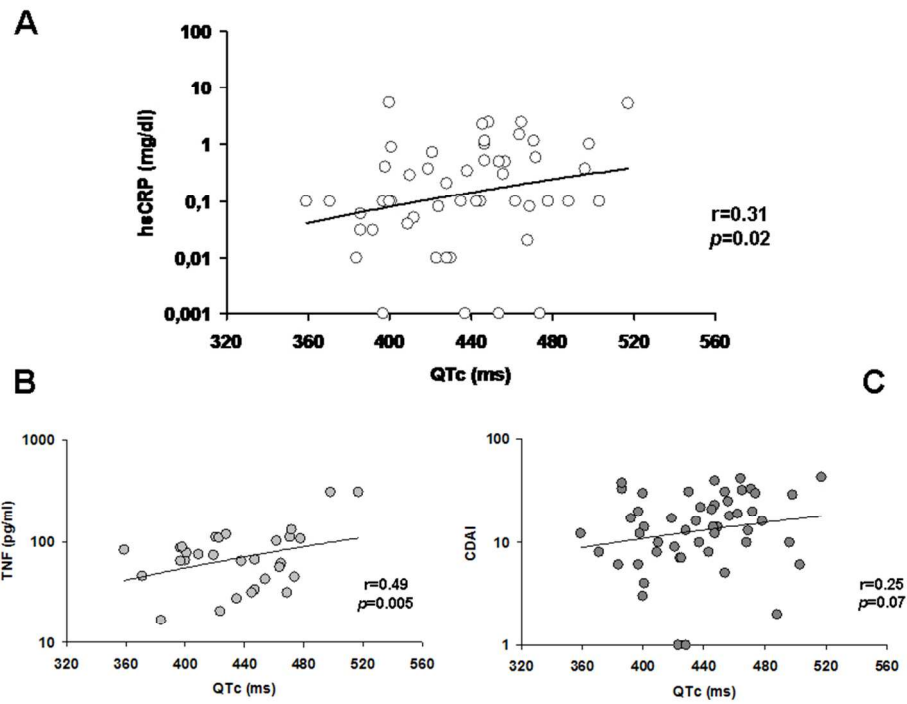 A
hsCRP (mg/dl)
100
10
1
0,1
0,01
0,001
r=0.31
p=0.02
320 360 400 440 480 520 560
QTc (ms)
B
C
TNF (pg/ml)
1000
100
10
r=0.49
p=0.005
320 360 400 440 480 520 560
QTc (ms)
CDAI
100
10
1
r=0.25
p=0.07
320 360 400 440 480 520 560
QTc (ms)